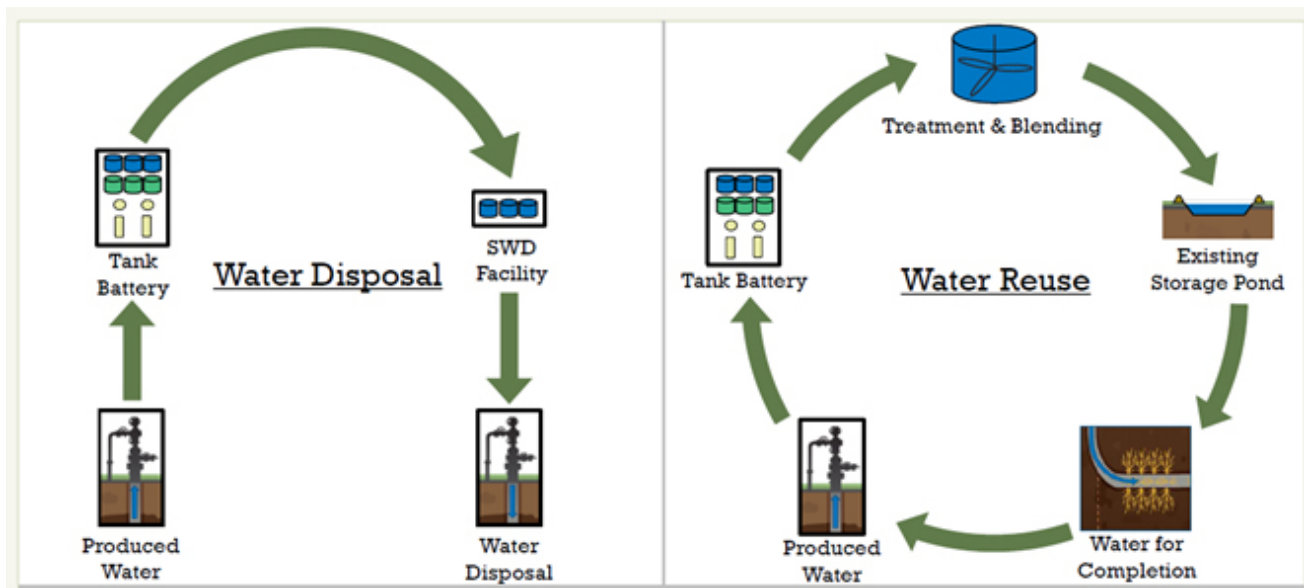 Tank
Battery
Water Disposal
SWD
Facility
Produced
Water
Water
Disposal
Treatment & Blending
Tank Battery
Water Reuse
Existing
Storage Pond
Produced
Water
Water for
Completion